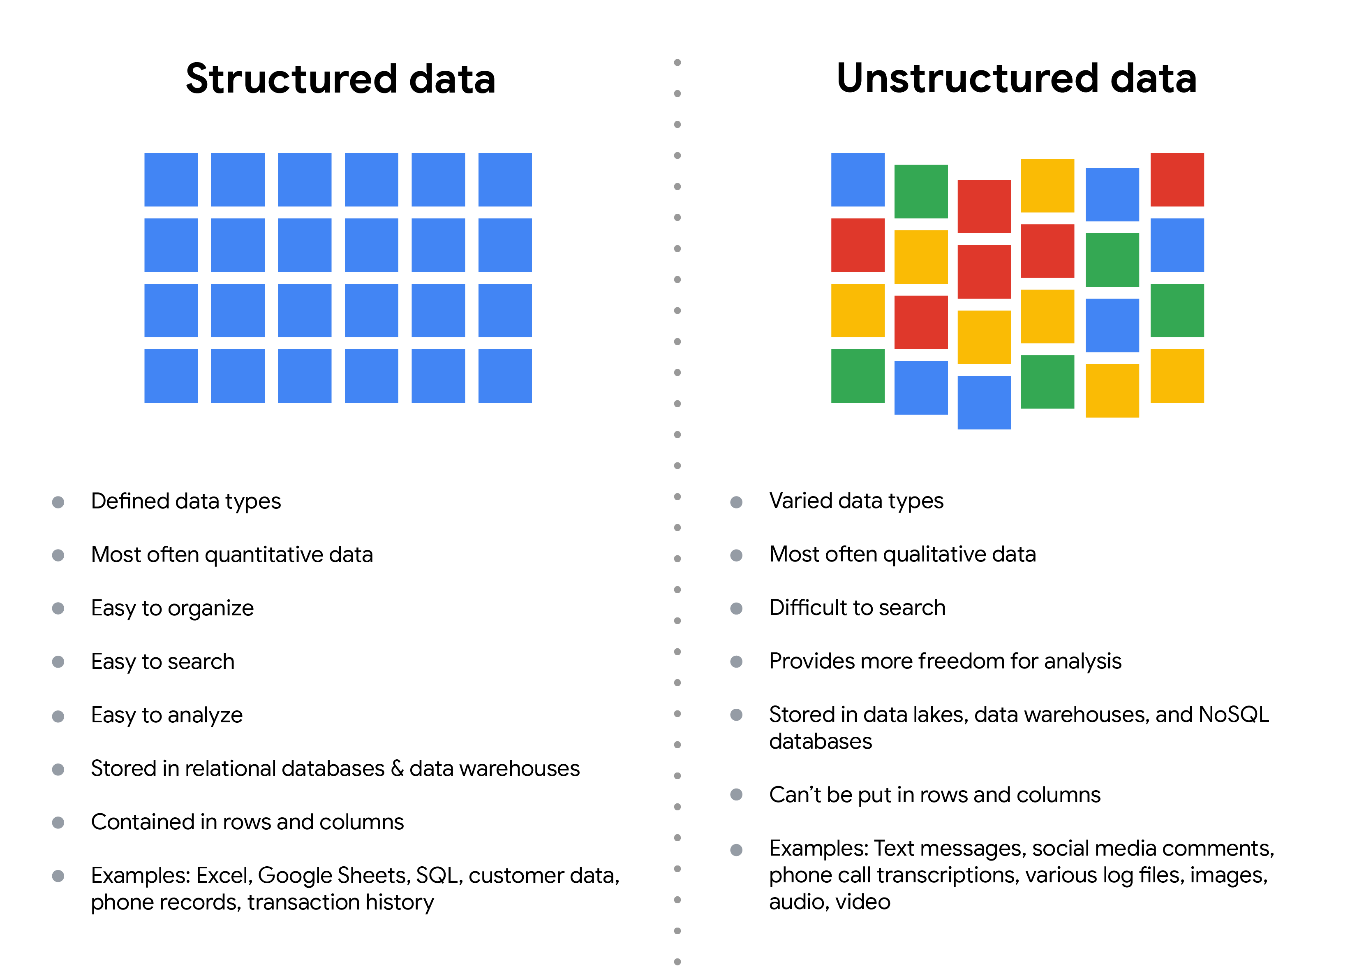 Structured data
Defined data types
Most often quantitative data
Easy to organize
Easy to search
Easy to analyze
Stored in relational databases & data warehouses
Contained in rows and columns
Examples: Excel, Google Sheets, SQL, customer data,
phone records, transaction history
Unstructured data
Varied data types
Most often qualitative data
Difficult to search
Provides more freedom for analysis
Stored in data lakes, data warehouses, and NoSQL
databases
Can’t be put in rows and columns
Examples: Text messages, social media comments,
phone call transcriptions, various log files, images,
audio, video